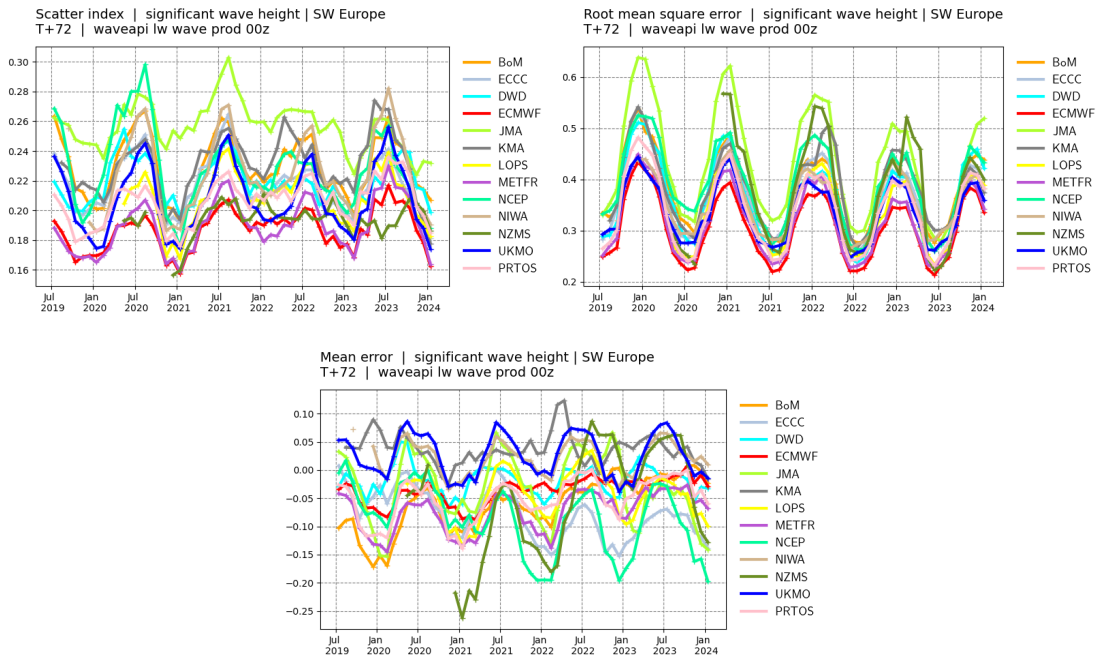 Scatter index | significant wave height | SW Europe
T+72 | waveapi lw wave prod 00z
0.30
0.28
0.26
0.24
0.22
0.20
0.18
0.16
Jul 2019
Jan 2020
Jul 2020
Jan 2021
Jul 2021
Jan 2022
Jul 2022
Jan 2023
Jul 2023
Jan 2024
BoM
ECCC
DWD
ECMWF
JMA
KMA
LOPS
METFR
NCEP
NIWA
NZMS
UKMO
PRTOS
Root mean square error | significant wave height | SW Europe
T+72 | waveapi lw wave prod 00z
0.6
0.5
0.4
0.3
0.2
Jul 2019
Jan 2020
Jul 2020
Jan 2021
Jul 2021
Jan 2022
Jul 2022
Jan 2023
Jul 2023
Jan 2024
BoM
ECCC
DWD
ECMWF
JMA
KMA
LOPS
METFR
NCEP
NIWA
NZMS
UKMO
PRTOS
Mean error | significant wave height | SW Europe
T+72 | waveapi lw wave prod 00z
0.10
0.05
0.00
−0.05
−0.10
−0.15
−0.20
−0.25
Jul 2019
Jan 2020
Jul 2020
Jan 2021
Jul 2021
Jan 2022
Jul 2022
Jan 2023
Jul 2023
Jan 2024
BoM
ECCC
DWD
ECMWF
JMA
KMA
LOPS
METFR
NCEP
NIWA
NZMS
UKMO
PRTOS